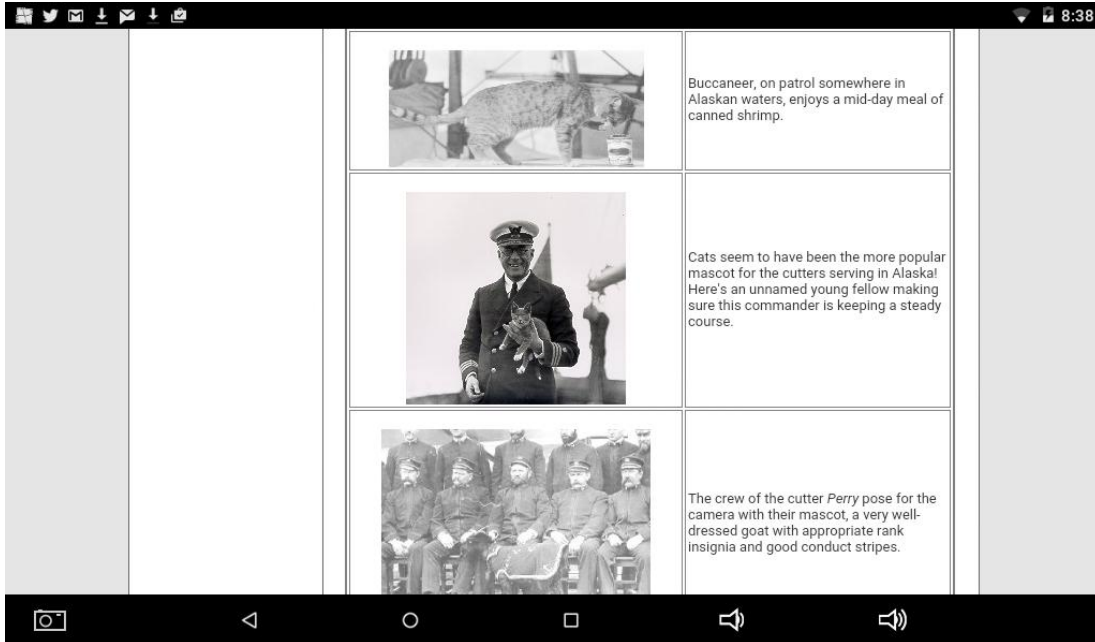 8:38
Buccaneer, on patrol somewhere in
Alaskan waters, enjoys a mid-day meal of
canned shrimp.
Cats seem to have been the more popular
mascot for the cutters serving in Alaska!
Here's an unnamed young fellow making
sure this commander is keeping a steady
course.
The crew of the cutter Perry pose for the
camera with their mascot, a very well-
dressed goat with appropriate rank
insignia and good conduct stripes.